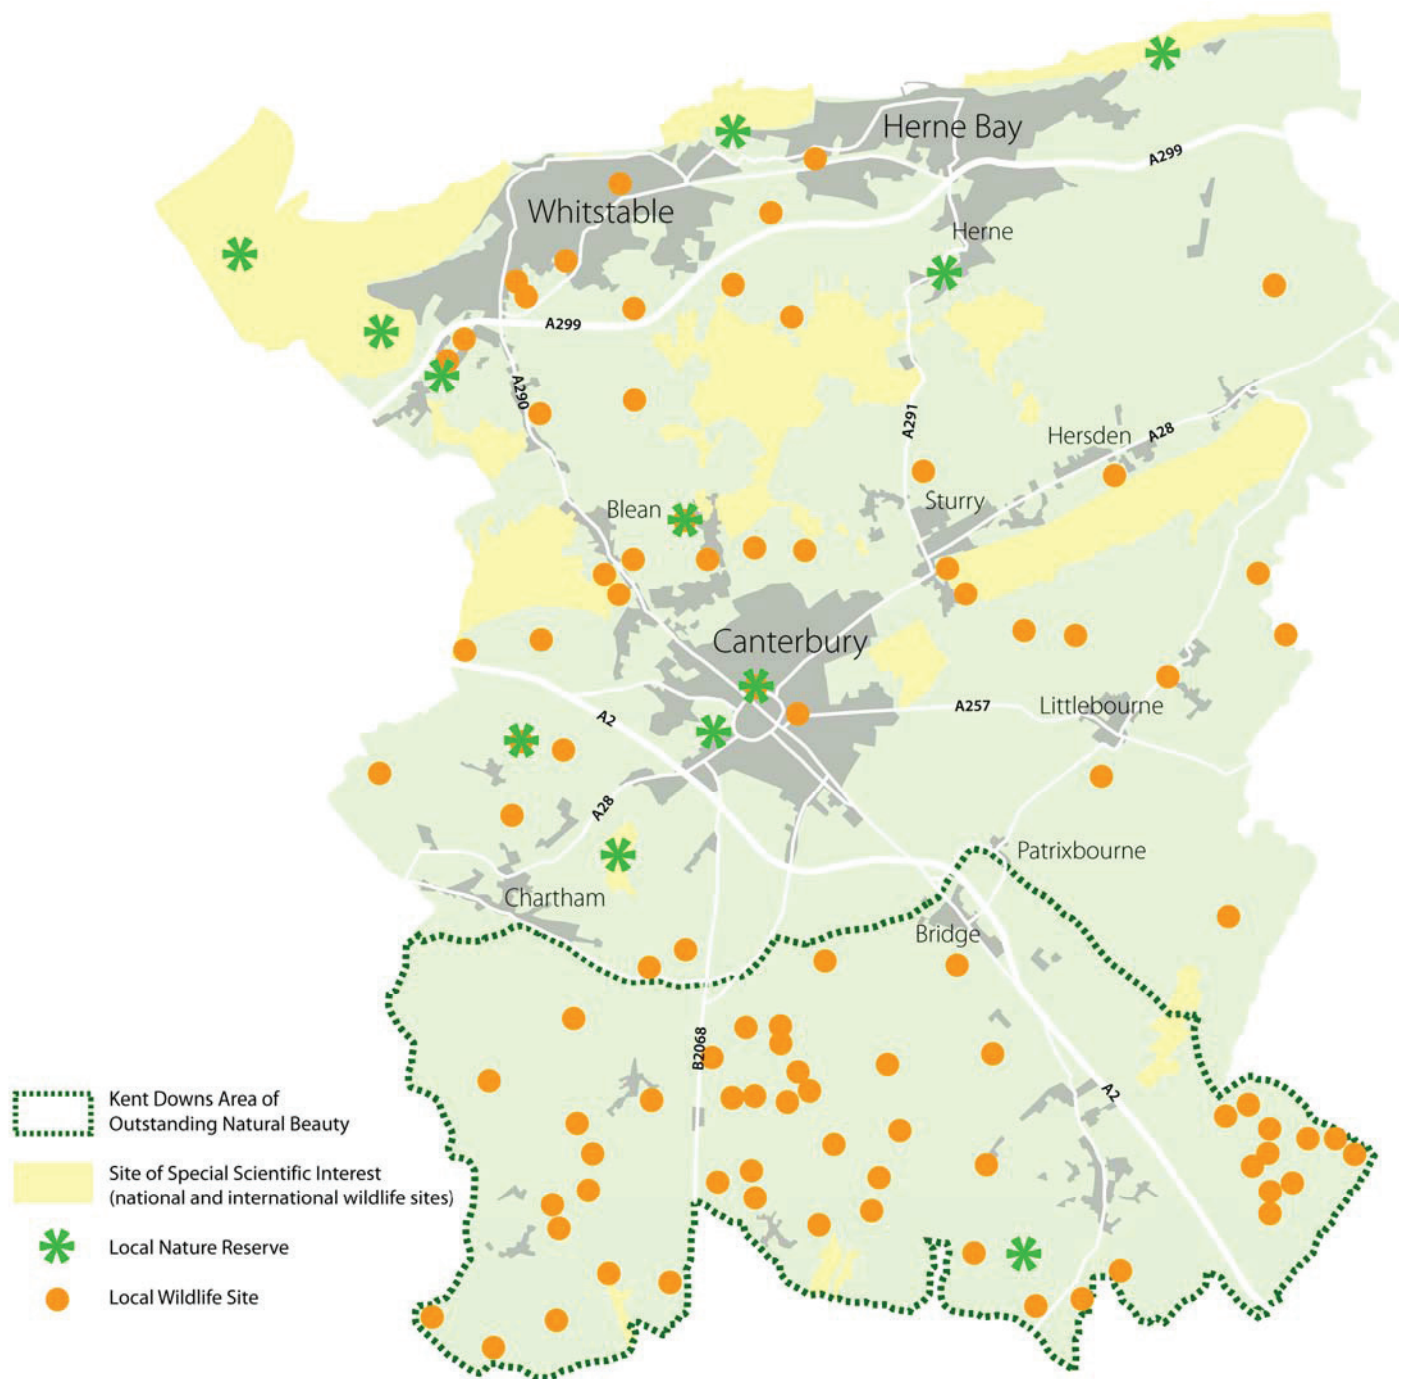 Herne Bay
A299
Whitstable
Herne
A299
A290
A291
Hersden
A28
Blean
Sturry
Canterbury
A2
A257
Littlebourne
A28
Patrixbourne
Chartham
Bridge
B2068
A2
Kent Downs Area of
Outstanding Natural Beauty
Site of Special Scientific Interest
(national and international wildlife sites)
Local Nature Reserve
Local Wildlife Site